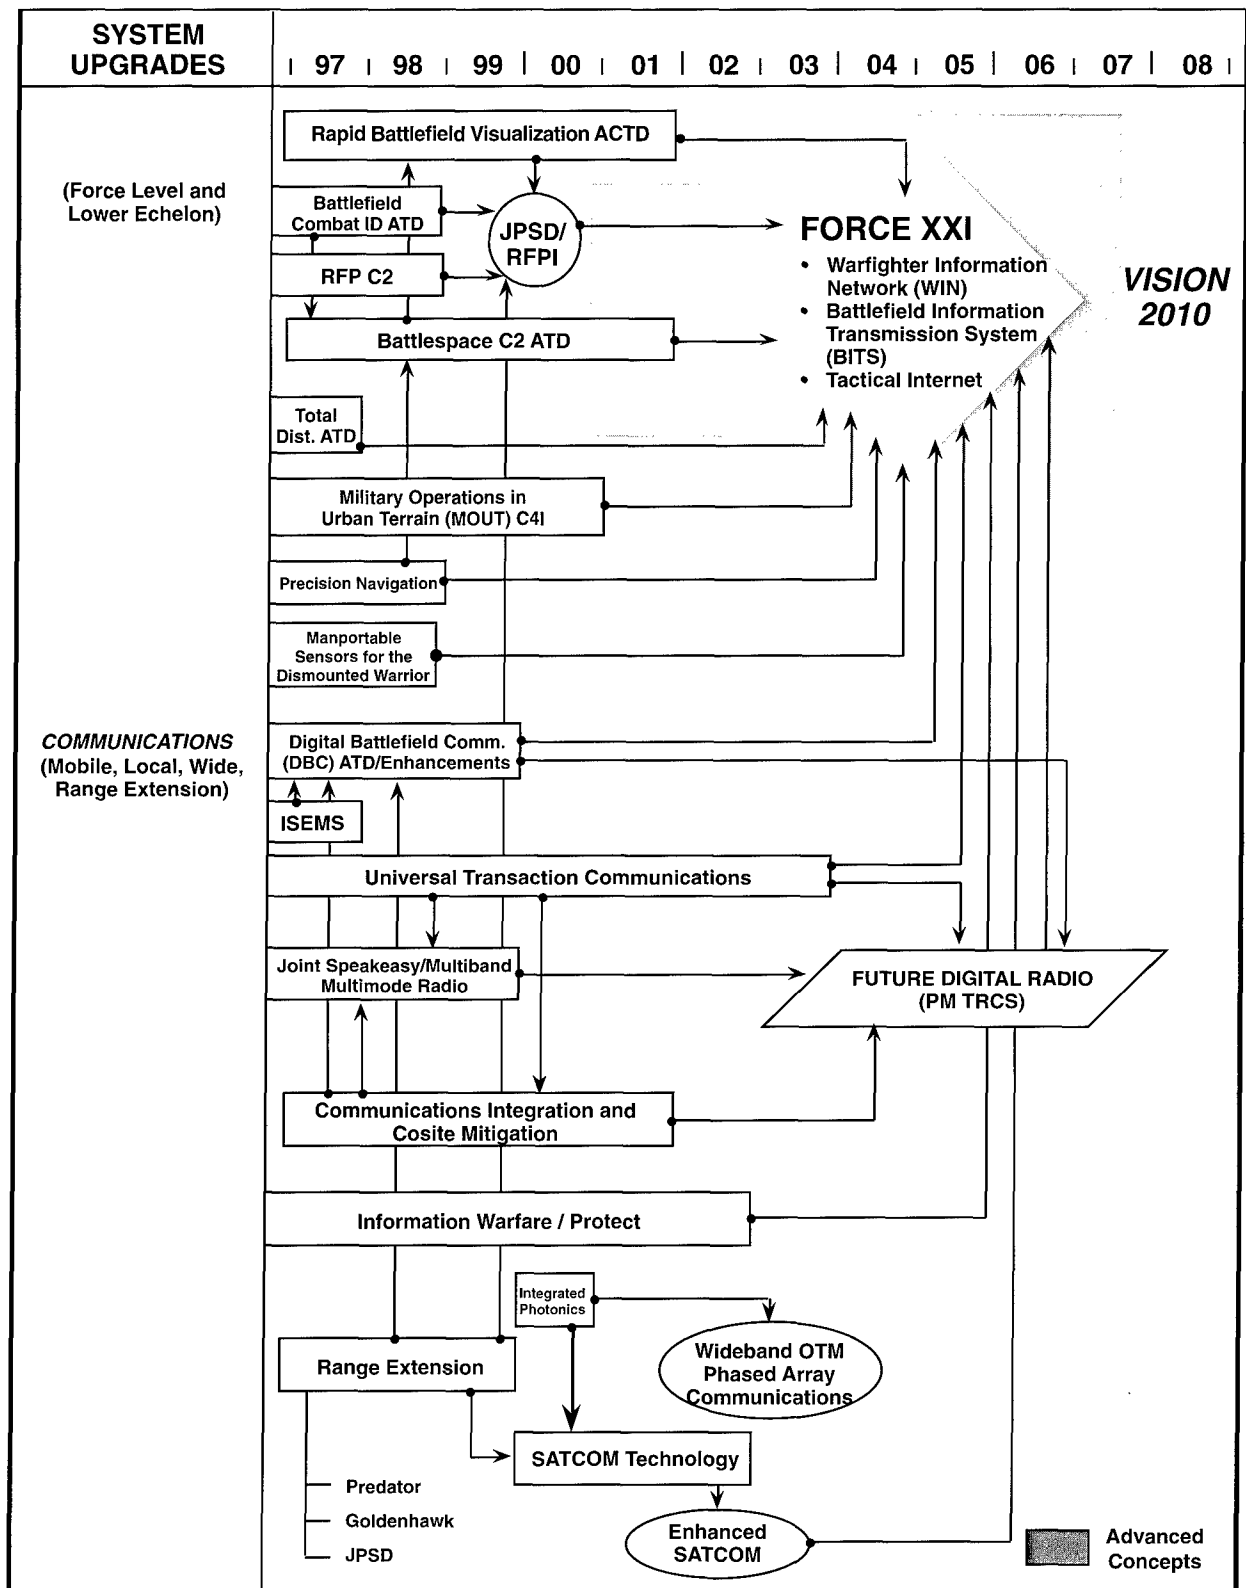 SYSTEM
UPGRADES
97 98 99 00 01 02 03 04 05 06 07 08
Rapid Battlefield Visualization ACTD
(Force Level and
Lower Echelon)
Battlefield
Combat ID ATD
JPSD/
RFPI
RFP C2
Battlespace C2 ATD
FORCE XXI
• Warfighter Information
Network (WIN)
• Battlefield Information
Transmission System
(BITS)
• Tactical Internet
VISION
2010
Total
Dist. ATD
Military Operations in
Urban Terrain (MOUT) C4I
Precision Navigation
Manportable
Sensors for the
Dismounted Warrior
COMMUNICATIONS
(Mobile, Local, Wide,
Range Extension)
Digital Battlefield Comm.
(DBC) ATD/Enhancements
ISEMS
Universal Transaction Communications
Joint Speakeasy/Multiband
Multimode Radio
FUTURE DIGITAL RADIO
(PM TRCS)
Communications Integration and
Cosite Mitigation
Information Warfare / Protect
Integrated
Photonics
Wideband OTM
Phased Array
Communications
Range Extension
SATCOM Technology
Predator
Goldenhawk
JPSD
Enhanced
SATCOM
Advanced
Concepts